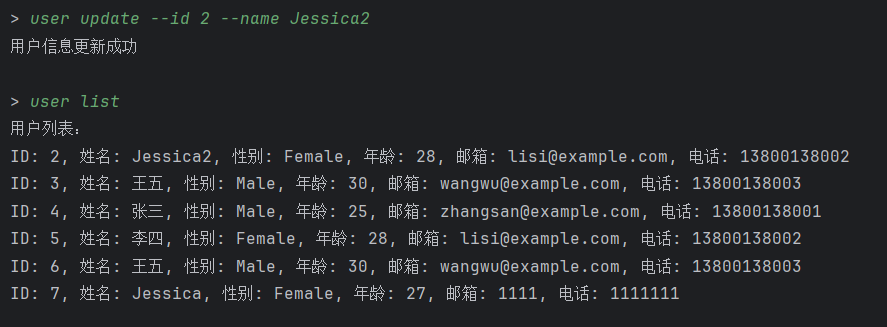 > user update --id 2 --name Jessica2
用户信息更新成功
> user list
用户列表:
ID: 2, 姓名: Jessica2, 性别: Female, 年龄: 28, 邮箱: lisi@example.com, 电话: 13800138002
ID: 3, 姓名: 王五, 性别: Male, 年龄: 30, 邮箱: wangwu@example.com, 电话: 13800138003
ID: 4, 姓名: 张三, 性别: Male, 年龄: 25, 邮箱: zhangsan@example.com, 电话: 13800138001
ID: 5, 姓名: 李四, 性别: Female, 年龄: 28, 邮箱: lisi@example.com, 电话: 13800138002
ID: 6, 姓名: 王五, 性别: Male, 年龄: 30, 邮箱: wangwu@example.com, 电话: 13800138003
ID: 7, 姓名: Jessica, 性别: Female, 年龄: 27, 邮箱: 1111, 电话: 1111111